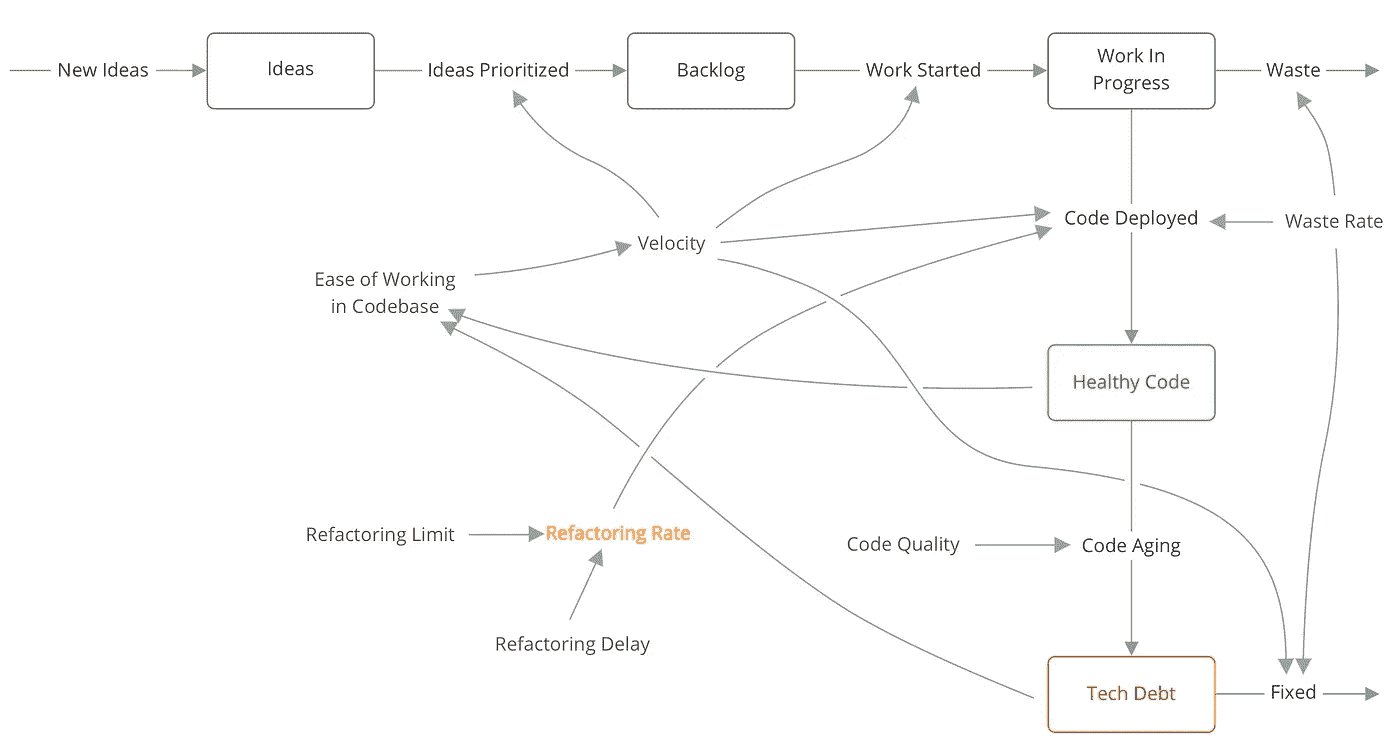 New Ideas
Ideas
Ideas Prioritized
Backlog
Work Started
Work In
Progress
Waste
Velocity
Code Deployed
Waste Rate
Ease of Working
in Codebase
Healthy Code
Refactoring Limit
Refactoring Rate
Code Quality
Code Aging
Refactoring Delay
Tech Debt
Fixed